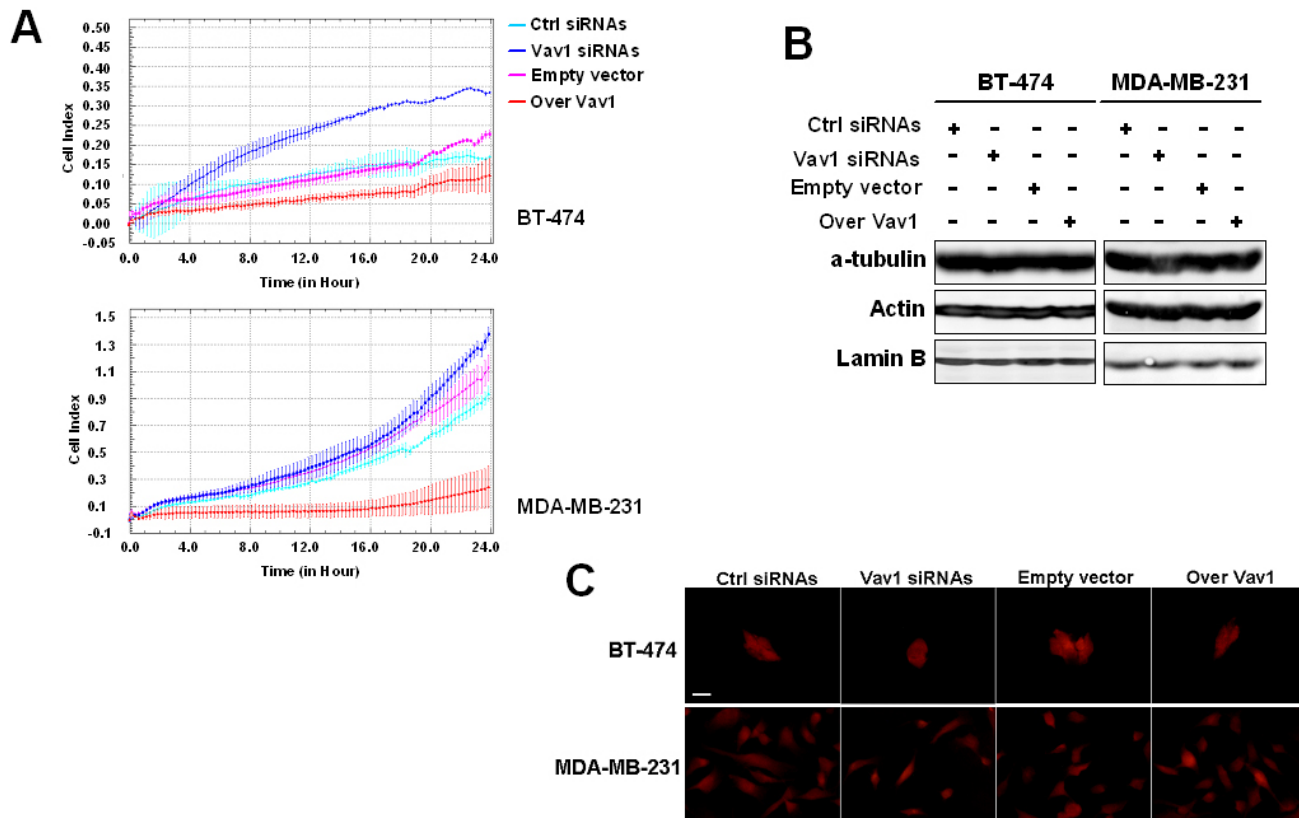 A
Ctrl siRNAs
Vav1 siRNAs
Empty vector
Over Vav1
Cell Index
0.50
0.45
0.40
0.35
0.30
0.25
0.20
0.15
0.10
0.05
0.00
-0.05
0.0 4.0 8.0 12.0 16.0 20.0 24.0
Time (in Hour)
BT-474
Cell Index
1.5
1.3
1.1
0.9
0.7
0.5
0.3
0.1
-0.1
0.0 4.0 8.0 12.0 16.0 20.0 24.0
Time (in Hour)
MDA-MB-231
B
BT-474 MDA-MB-231
Ctrl siRNAs + - - - + - - -
Vav1 siRNAs - + - - - + - -
Empty vector - - + - - - + -
Over Vav1 - - - + - - - +
a-tubulin
Actin
Lamin B
C
Ctrl siRNAs Vav1 siRNAs Empty vector Over Vav1
BT-474
MDA-MB-231